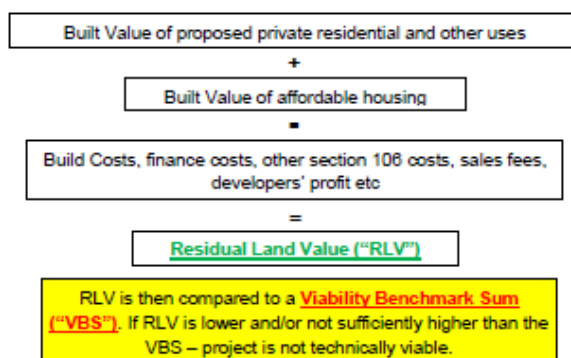 Built Value of proposed private residential and other uses
+
Built Value of affordable housing
-
Build Costs, finance costs, other section 106 costs, sales fees,
developers' profit etc
=
Residual Land Value ("RLV")
RLV is then compared to a Viability Benchmark Sum
("VBS"). If RLV is lower and/or not sufficiently higher than the
VBS – project is not technically viable.